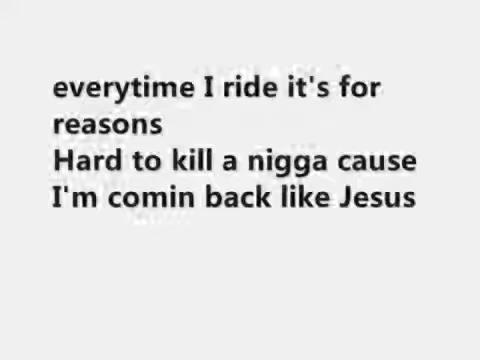 everytime I ride it's for
reasons
Hard to kill a nigga cause
I'm comin back like Jesus